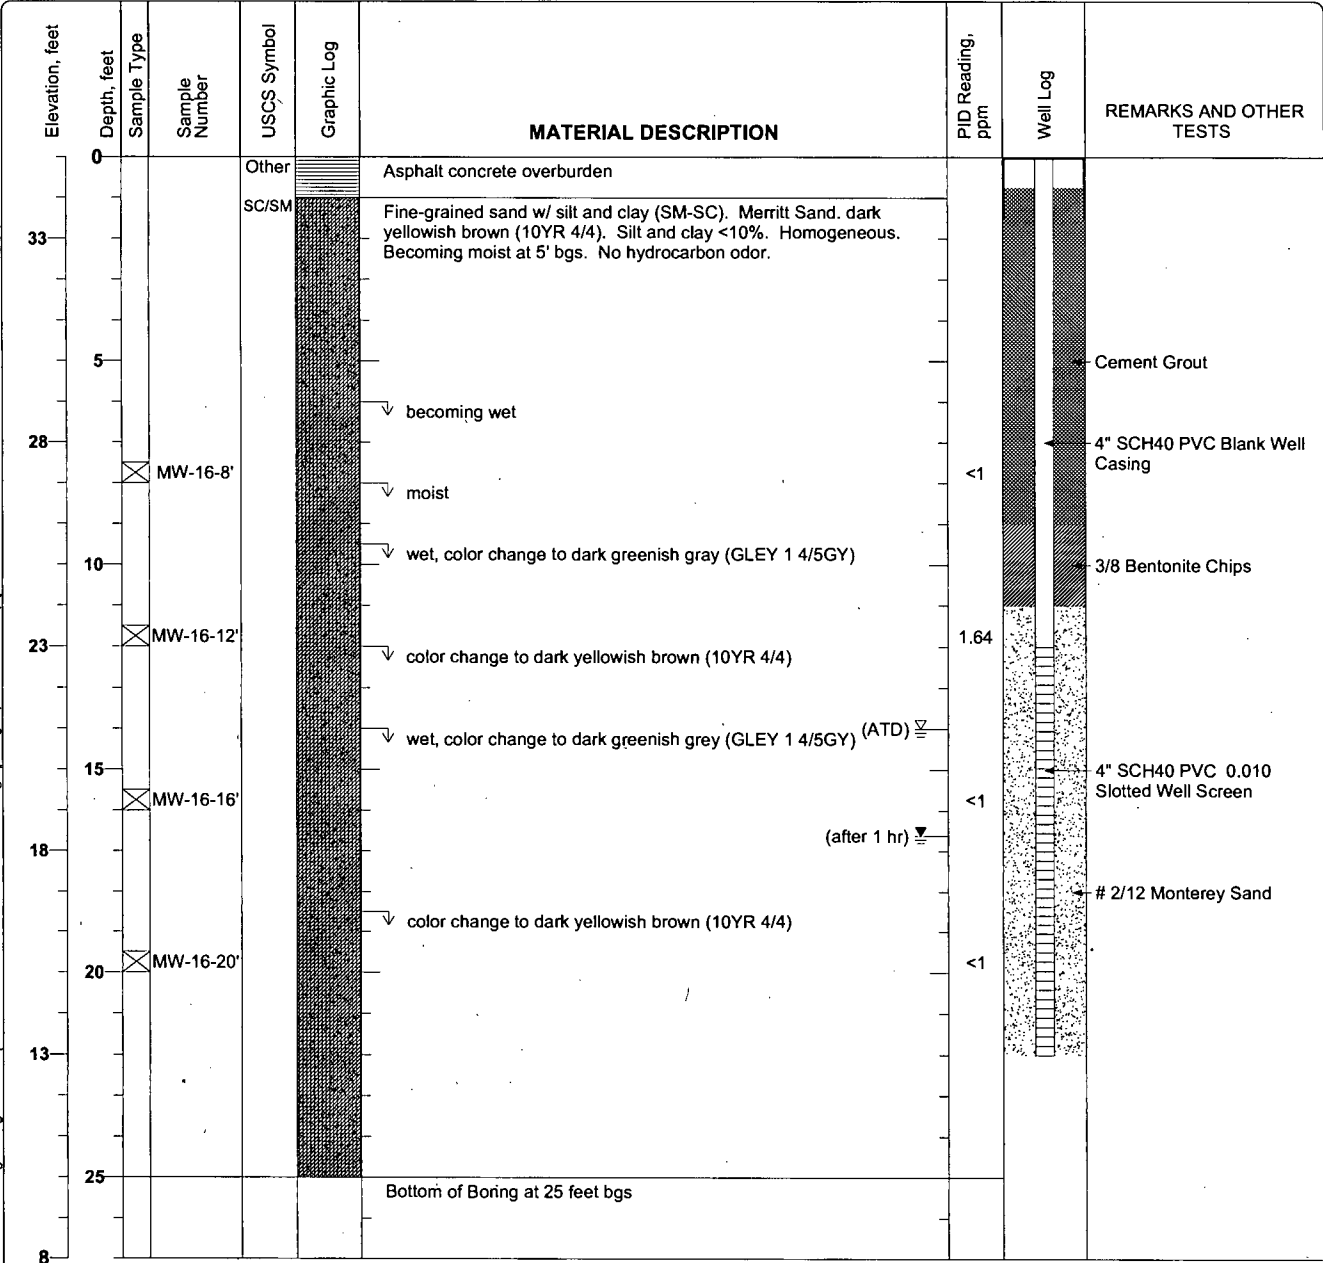 Elevation, feet
Depth, feet
Sample Type
Sample Number
USCS Symbol
Graphic Log
MATERIAL DESCRIPTION
PID Reading, ppm
Well Log
REMARKS AND OTHER
TESTS
0
Other
Asphalt concrete overburden
SC/SM
Fine-grained sand w/ silt and clay (SM-SC). Merritt Sand. dark
yellowish brown (10YR 4/4). Silt and clay <10%. Homogeneous.
Becoming moist at 5' bgs. No hydrocarbon odor.
33
5
Cement Grout
becoming wet
28
4" SCH40 PVC Blank Well
Casing
MW-16-8'
<1
moist
wet, color change to dark greenish gray (GLEY 1 4/5GY)
10
3/8 Bentonite Chips
MW-16-12'
1.64
23
color change to dark yellowish brown (10YR 4/4)
wet, color change to dark greenish grey (GLEY 1 4/5GY)
(ATD)
15
4" SCH40 PVC 0.010
Slotted Well Screen
MW-16-16'
<1
(after 1 hr)
18
# 2/12 Monterey Sand
color change to dark yellowish brown (10YR 4/4)
MW-16-20'
<1
20
13
25
Bottom of Boring at 25 feet bgs
8